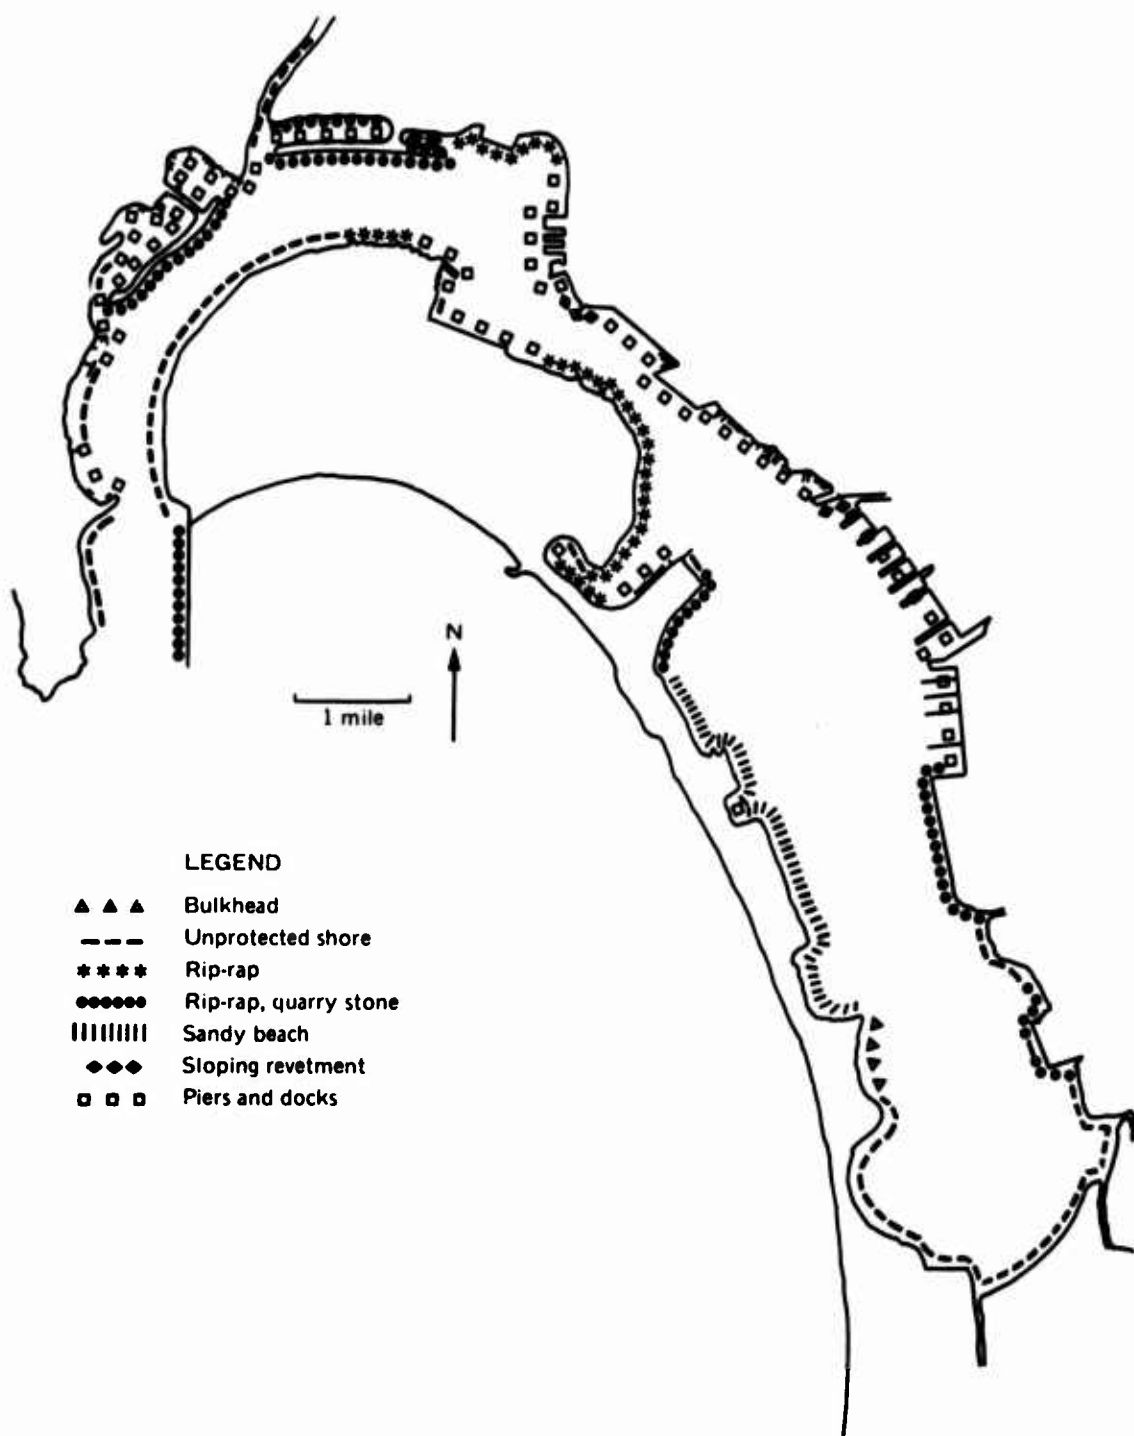 N
1 mile
LEGEND
Bulkhead
Unprotected shore
Rip-rap
Rip-rap, quarry stone
Sandy beach
Sloping revetment
Piers and docks